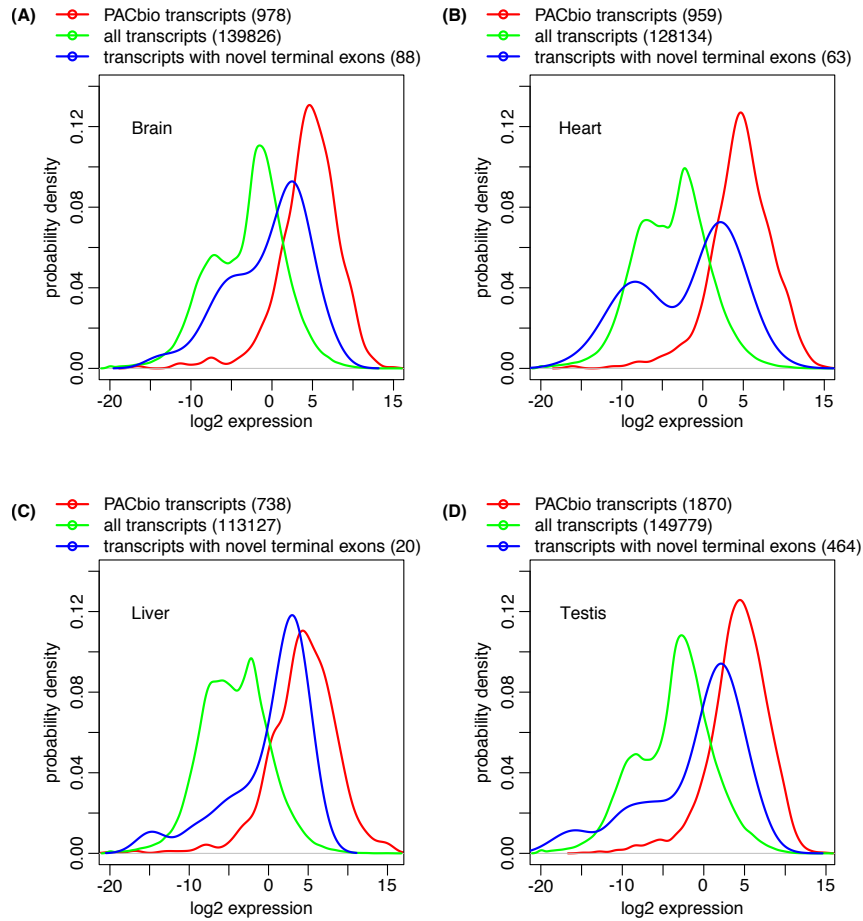 (A)
PACbio transcripts (978)
all transcripts (139826)
transcripts with novel terminal exons (88)
Brain
probability density
0.00 0.04 0.08 0.12
-20 -10 0 5 15
log2 expression
(B)
PACbio transcripts (959)
all transcripts (128134)
transcripts with novel terminal exons (63)
Heart
probability density
0.00 0.04 0.08 0.12
-20 -10 0 5 15
log2 expression
(C)
PACbio transcripts (738)
all transcripts (113127)
transcripts with novel terminal exons (20)
Liver
probability density
0.00 0.04 0.08 0.12
-20 -10 0 5 15
log2 expression
(D)
PACbio transcripts (1870)
all transcripts (149779)
transcripts with novel terminal exons (464)
Testis
probability density
0.00 0.04 0.08 0.12
-20 -10 0 5 15
log2 expression